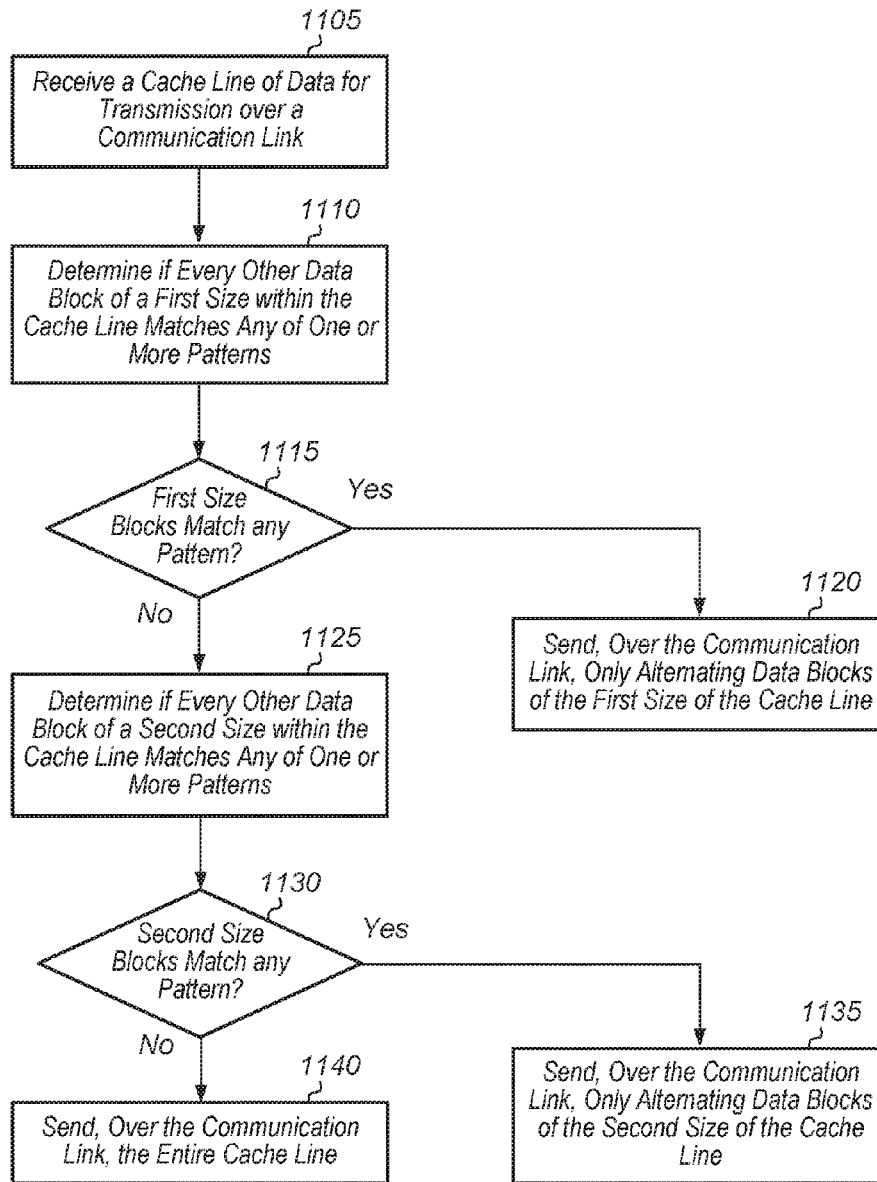 1105
Receive a Cache Line of Data for
Transmission over a
Communication Link
1110
Determine if Every Other Data
Block of a First Size within the
Cache Line Matches Any of One or
More Patterns
1115
First Size
Blocks Match any
Pattern?
Yes
No
1120
Send, Over the Communication
Link, Only Alternating Data Blocks
of the First Size of the Cache Line
1125
Determine if Every Other Data
Block of a Second Size within the
Cache Line Matches Any of One or
More Patterns
1130
Second Size
Blocks Match any
Pattern?
Yes
No
1135
Send, Over the Communication
Link, Only Alternating Data Blocks
of the Second Size of the Cache
Line
1140
Send, Over the Communication
Link, the Entire Cache Line